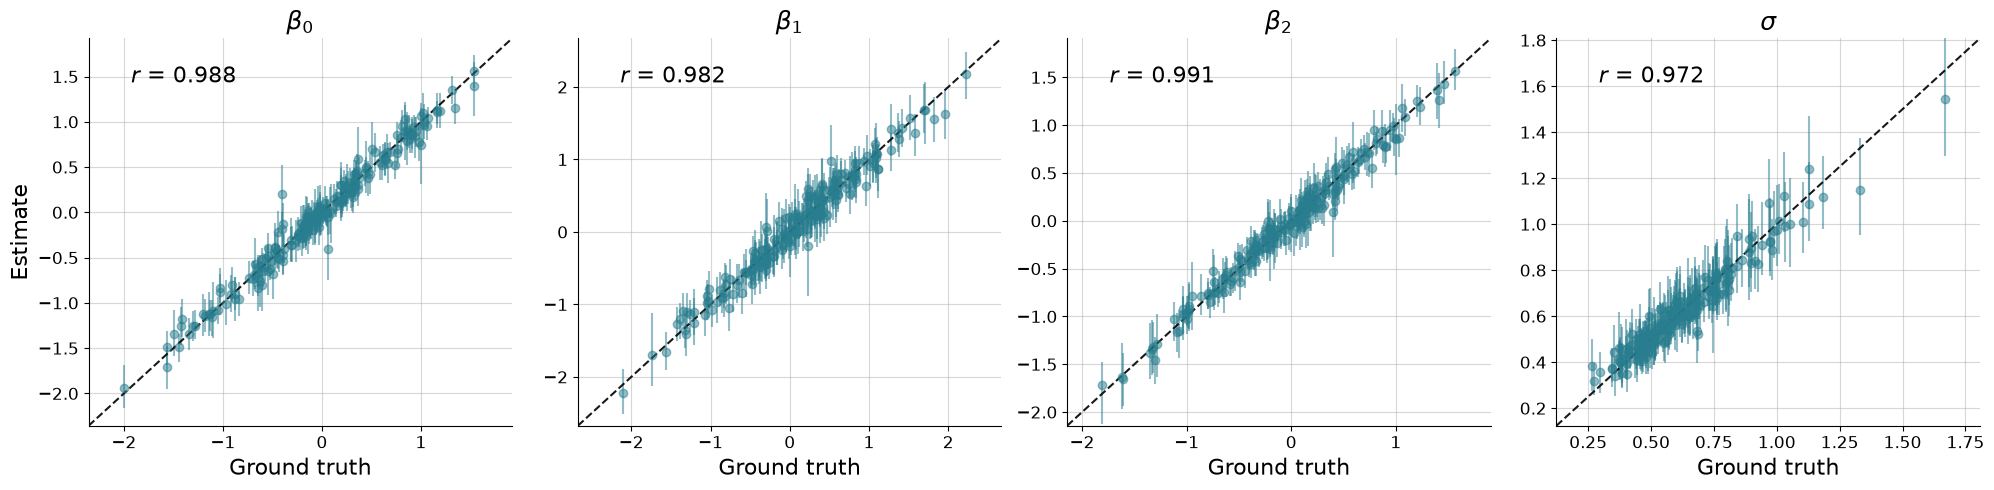 β₀
r = 0.988
1.5
1.0
0.5
0.0
−0.5
−1.0
−1.5
−2.0
−2 −1 0 1
Estimate
Ground truth
β₁
r = 0.982
2
1
0
−1
−2
−2 −1 0 1 2
Ground truth
β₂
r = 0.991
1.5
1.0
0.5
0.0
−0.5
−1.0
−1.5
−2.0
−2 −1 0 1
Ground truth
σ
r = 0.972
1.8
1.6
1.4
1.2
1.0
0.8
0.6
0.4
0.2
0.25 0.50 0.75 1.00 1.25 1.50 1.75
Ground truth